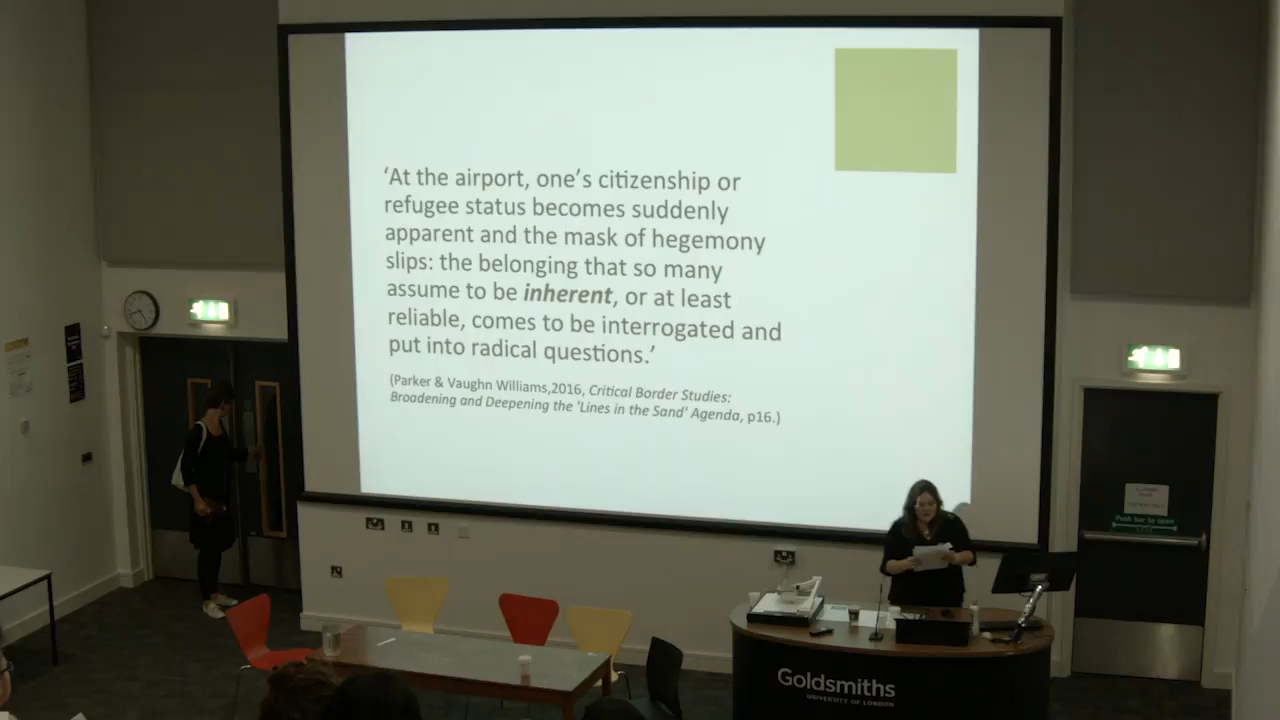 ‘At the airport, one’s citizenship or
refugee status becomes suddenly
apparent and the mask of hegemony
slips: the belonging that so many
assume to be inherent, or at least
reliable, comes to be interrogated and
put into radical questions.’
(Parker & Vaughn Williams,2016, Critical Border Studies:
Broadening and Deepening the 'Lines in the Sand' Agenda, p16.)
Push bar to open
Goldsmiths
UNIVERSITY OF LONDON